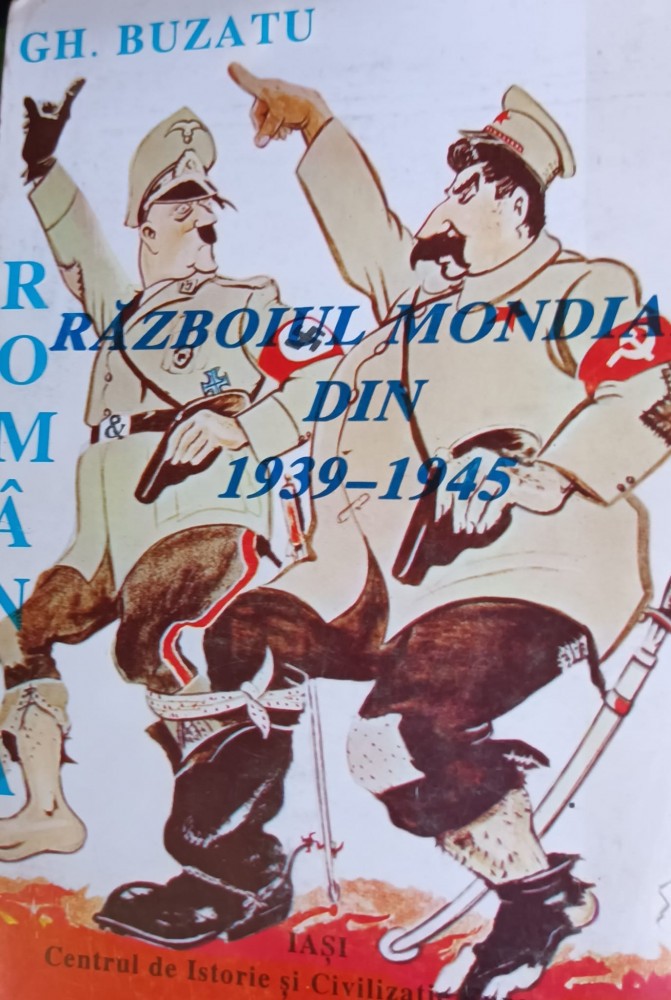 GH. BUZATU
RĂZBOIUL MONDIA
DIN
1939–1945
R
O
M
Â
N
A
&
IAȘI
Centrul de Istorie și Civilizați